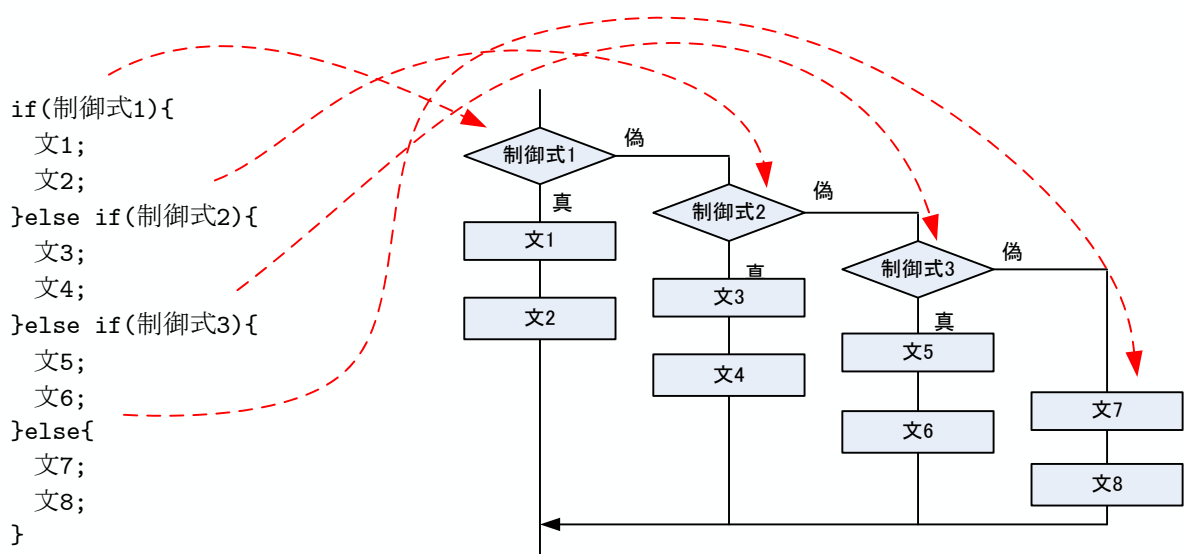 if(制御式1){
文1;
文2;
}else if(制御式2){
文3;
文4;
}else if(制御式3){
文5;
文6;
}else{
文7;
文8;
}
制御式1
偽
真
文1
文2
制御式2
偽
真
文3
文4
制御式3
偽
真
文5
文6
文7
文8